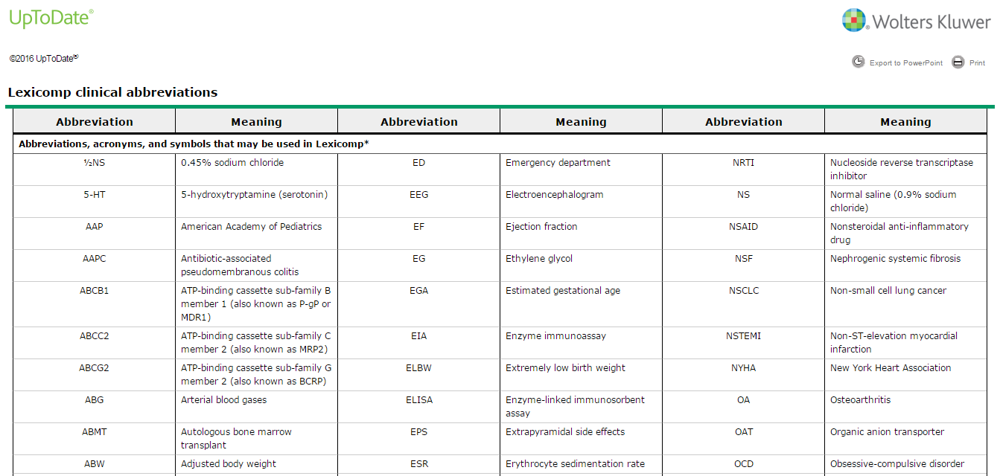 UpToDate®
Wolters Kluwer
©2016 UpToDate®
Export to PowerPoint Print
Lexicomp clinical abbreviations
Abbreviation Meaning Abbreviation Meaning Abbreviation Meaning
Abbreviations, acronyms, and symbols that may be used in Lexicomp*
½NS 0.45% sodium chloride ED Emergency department NRTI Nucleoside reverse transcriptase
inhibitor
5-HT 5-hydroxytryptamine (serotonin) EEG Electroencephalogram NS Normal saline (0.9% sodium
chloride)
AAP American Academy of Pediatrics EF Ejection fraction NSAID Nonsteroidal anti-inflammatory
drug
AAPC Antibiotic-associated EG Ethylene glycol NSF Nephrogenic systemic fibrosis
pseudomembranous colitis
ABCB1 ATP-binding cassette sub-family B EGA Estimated gestational age NSCLC Non-small cell lung cancer
member 1 (also known as P-gP or
MDR1)
ABCC2 ATP-binding cassette sub-family C EIA Enzyme immunoassay NSTEMI Non-ST-elevation myocardial
member 2 (also known as MRP2) infarction
ABCG2 ATP-binding cassette sub-family G ELBW Extremely low birth weight NYHA New York Heart Association
member 2 (also known as BCRP)
ABG Arterial blood gases ELISA Enzyme-linked immunosorbent OA Osteoarthritis
assay
ABMT Autologous bone marrow EPS Extrapyramidal side effects OAT Organic anion transporter
transplant
ABW Adjusted body weight ESR Erythrocyte sedimentation rate OCD Obsessive-compulsive disorder